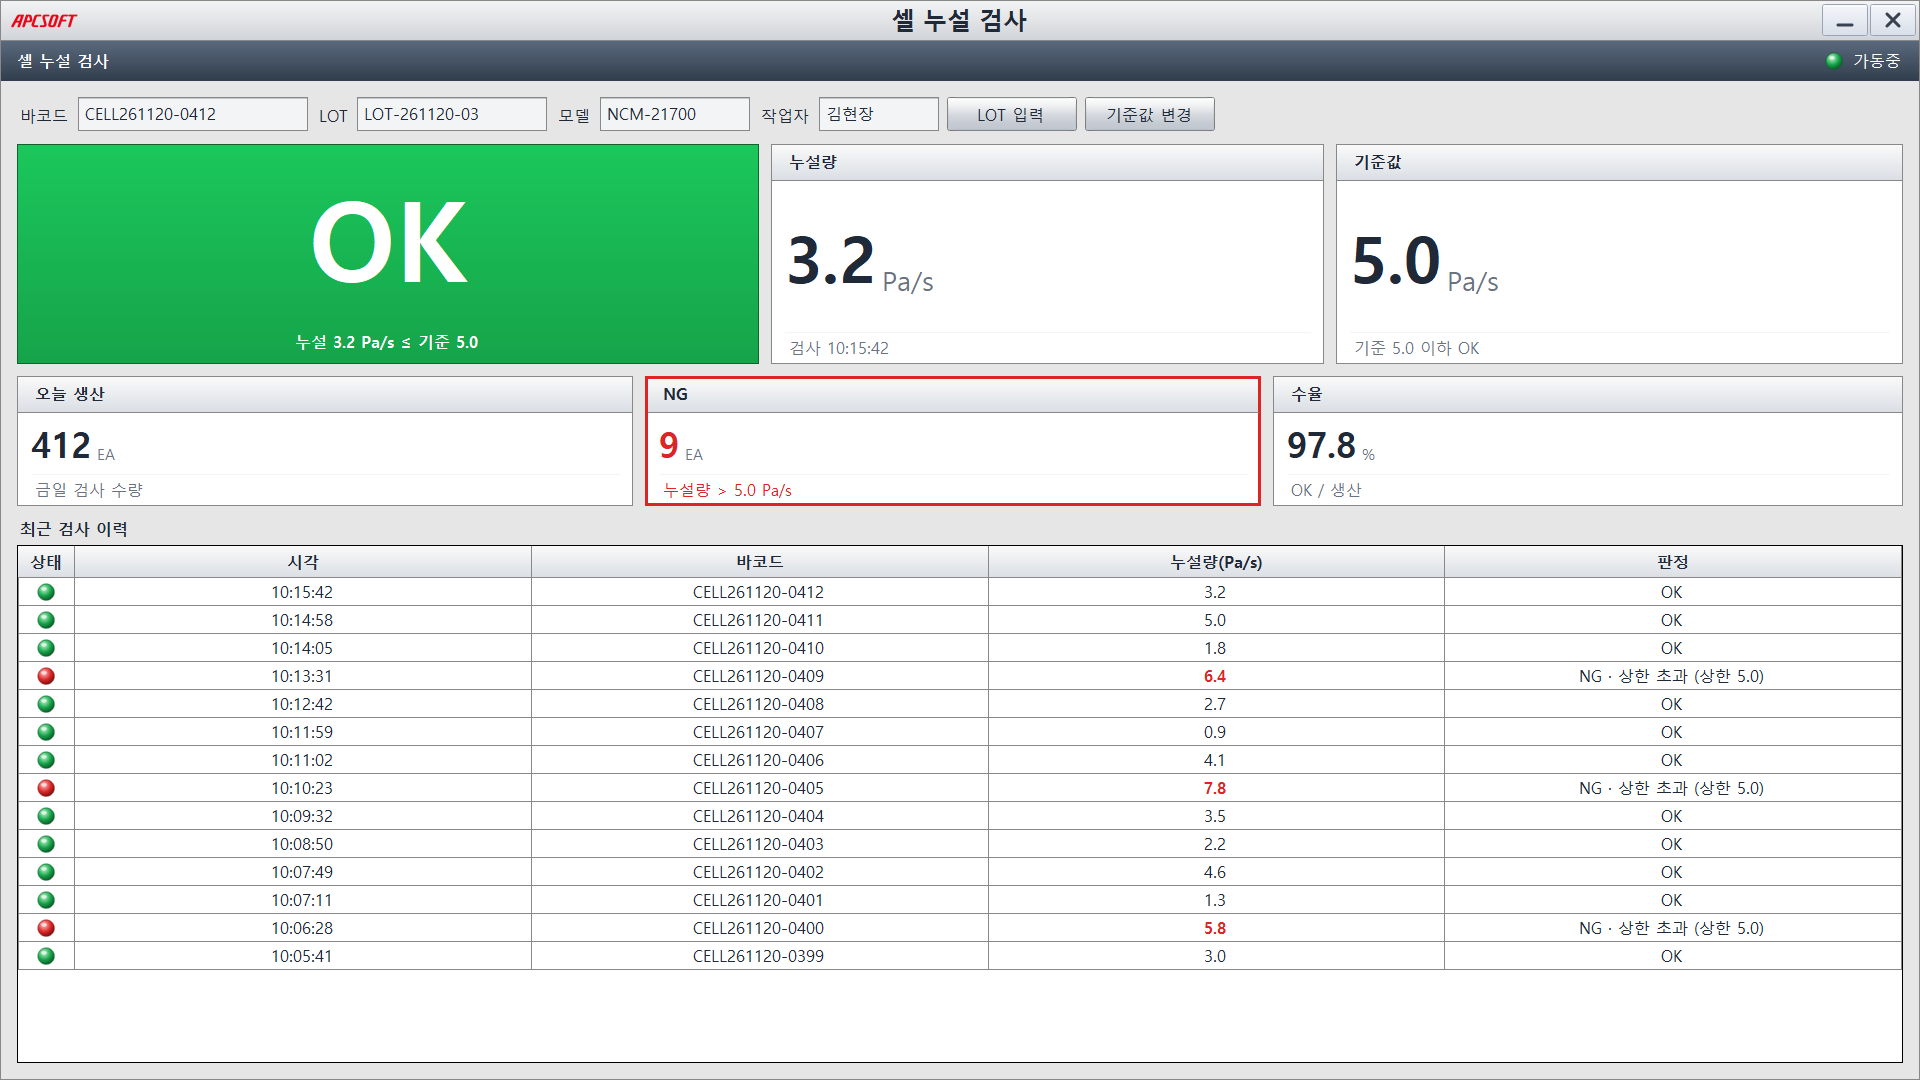 APCSOFT
셀 누설 검사
셀 누설 검사
가동중
바코드 CELL261120-0412 LOT LOT-261120-03 모델 NCM-21700 작업자 김현장 LOT 입력 기준값 변경
OK
누설 3.2 Pa/s ≤ 기준 5.0
누설량
3.2 Pa/s
검사 10:15:42
기준값
5.0 Pa/s
기준 5.0 이하 OK
오늘 생산
412 EA
금일 검사 수량
NG
9 EA
누설량 > 5.0 Pa/s
수율
97.8 %
OK / 생산
최근 검사 이력
상태 시각 바코드 누설량(Pa/s) 판정
10:15:42 CELL261120-0412 3.2 OK
10:14:58 CELL261120-0411 5.0 OK
10:14:05 CELL261120-0410 1.8 OK
10:13:31 CELL261120-0409 6.4 NG · 상한 초과 (상한 5.0)
10:12:42 CELL261120-0408 2.7 OK
10:11:59 CELL261120-0407 0.9 OK
10:11:02 CELL261120-0406 4.1 OK
10:10:23 CELL261120-0405 7.8 NG · 상한 초과 (상한 5.0)
10:09:32 CELL261120-0404 3.5 OK
10:08:50 CELL261120-0403 2.2 OK
10:07:49 CELL261120-0402 4.6 OK
10:07:11 CELL261120-0401 1.3 OK
10:06:28 CELL261120-0400 5.8 NG · 상한 초과 (상한 5.0)
10:05:41 CELL261120-0399 3.0 OK